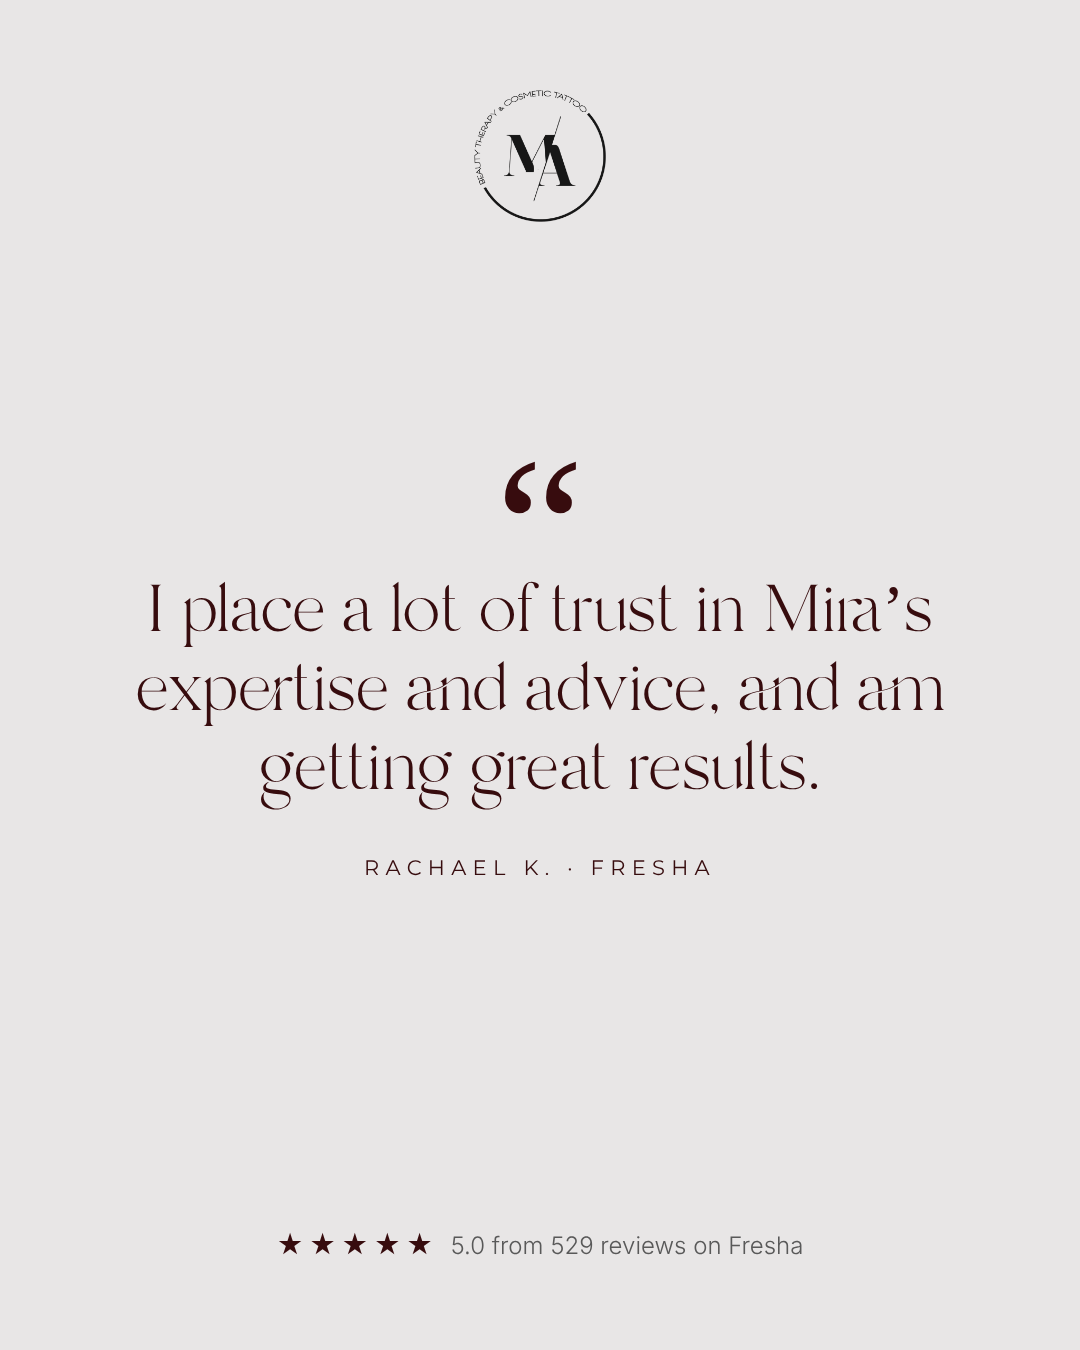 BEAUTY THERAPY & COSMETIC TATTOO
MA
“
I place a lot of trust in Mira’s
expertise and advice, and am
getting great results.
RACHAEL K. · FRESHA
★★★★★ 5.0 from 529 reviews on Fresha